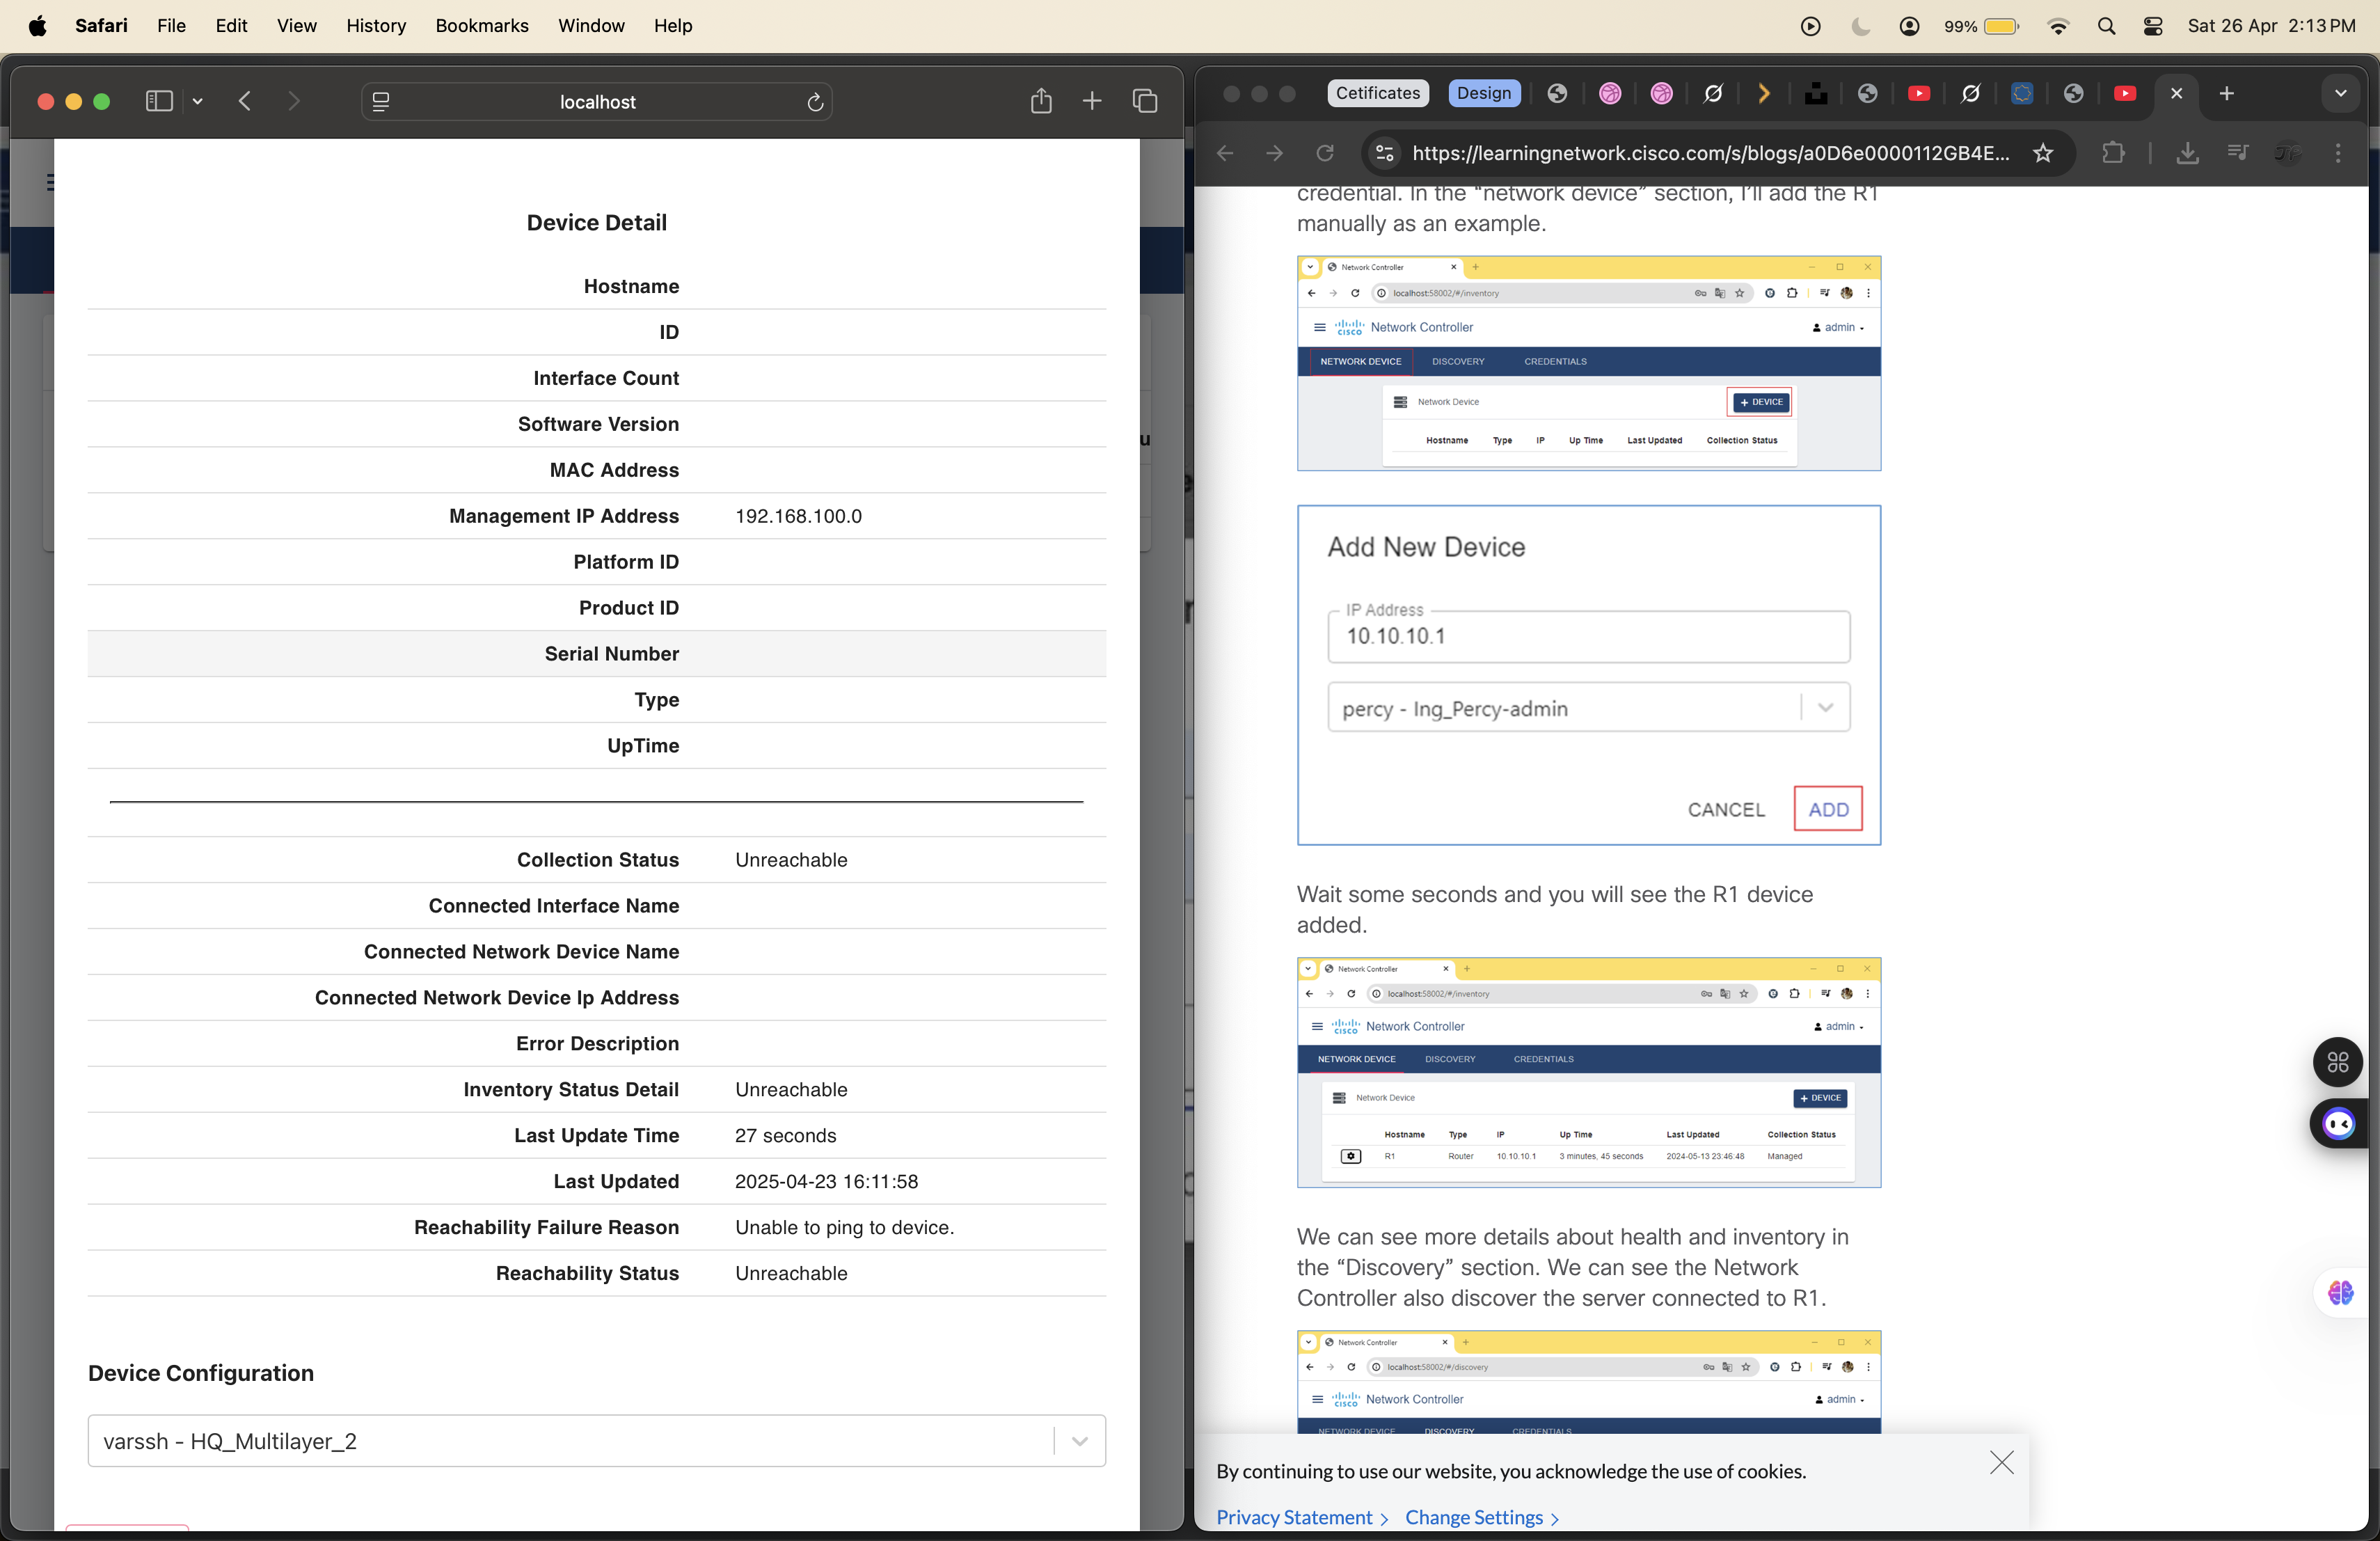 Safari File Edit View History Bookmarks Window Help
99% Sat 26 Apr 2:13 PM
localhost
Device Detail
Hostname
ID
Interface Count
Software Version
MAC Address
Management IP Address 192.168.100.0
Platform ID
Product ID
Serial Number
Type
UpTime
Collection Status Unreachable
Connected Interface Name
Connected Network Device Name
Connected Network Device Ip Address
Error Description
Inventory Status Detail Unreachable
Last Update Time 27 seconds
Last Updated 2025-04-23 16:11:58
Reachability Failure Reason Unable to ping to device.
Reachability Status Unreachable
Device Configuration
varssh - HQ_Multilayer_2
Cetificates Design
https://learningnetwork.cisco.com/s/blogs/a0D6e0000112GB4E...
credential. In the “network device” section, I’ll add the R1
manually as an example.
Network Controller
localhost:58002/#/inventory
CISCO Network Controller admin
NETWORK DEVICE DISCOVERY CREDENTIALS
Network Device + DEVICE
Hostname Type IP Up Time Last Updated Collection Status
Add New Device
IP Address
10.10.10.1
percy - Ing_Percy-admin
CANCEL ADD
Wait some seconds and you will see the R1 device
added.
Network Controller
localhost:58002/#/inventory
CISCO Network Controller admin
NETWORK DEVICE DISCOVERY CREDENTIALS
Network Device + DEVICE
Hostname Type IP Up Time Last Updated Collection Status
R1 Router 10.10.10.1 3 minutes, 45 seconds 2024-05-13 23:46:48 Managed
We can see more details about health and inventory in
the “Discovery” section. We can see the Network
Controller also discover the server connected to R1.
Network Controller
localhost:58002/#/discovery
CISCO Network Controller admin
NETWORK DEVICE DISCOVERY CREDENTIALS
By continuing to use our website, you acknowledge the use of cookies.
Privacy Statement > Change Settings >